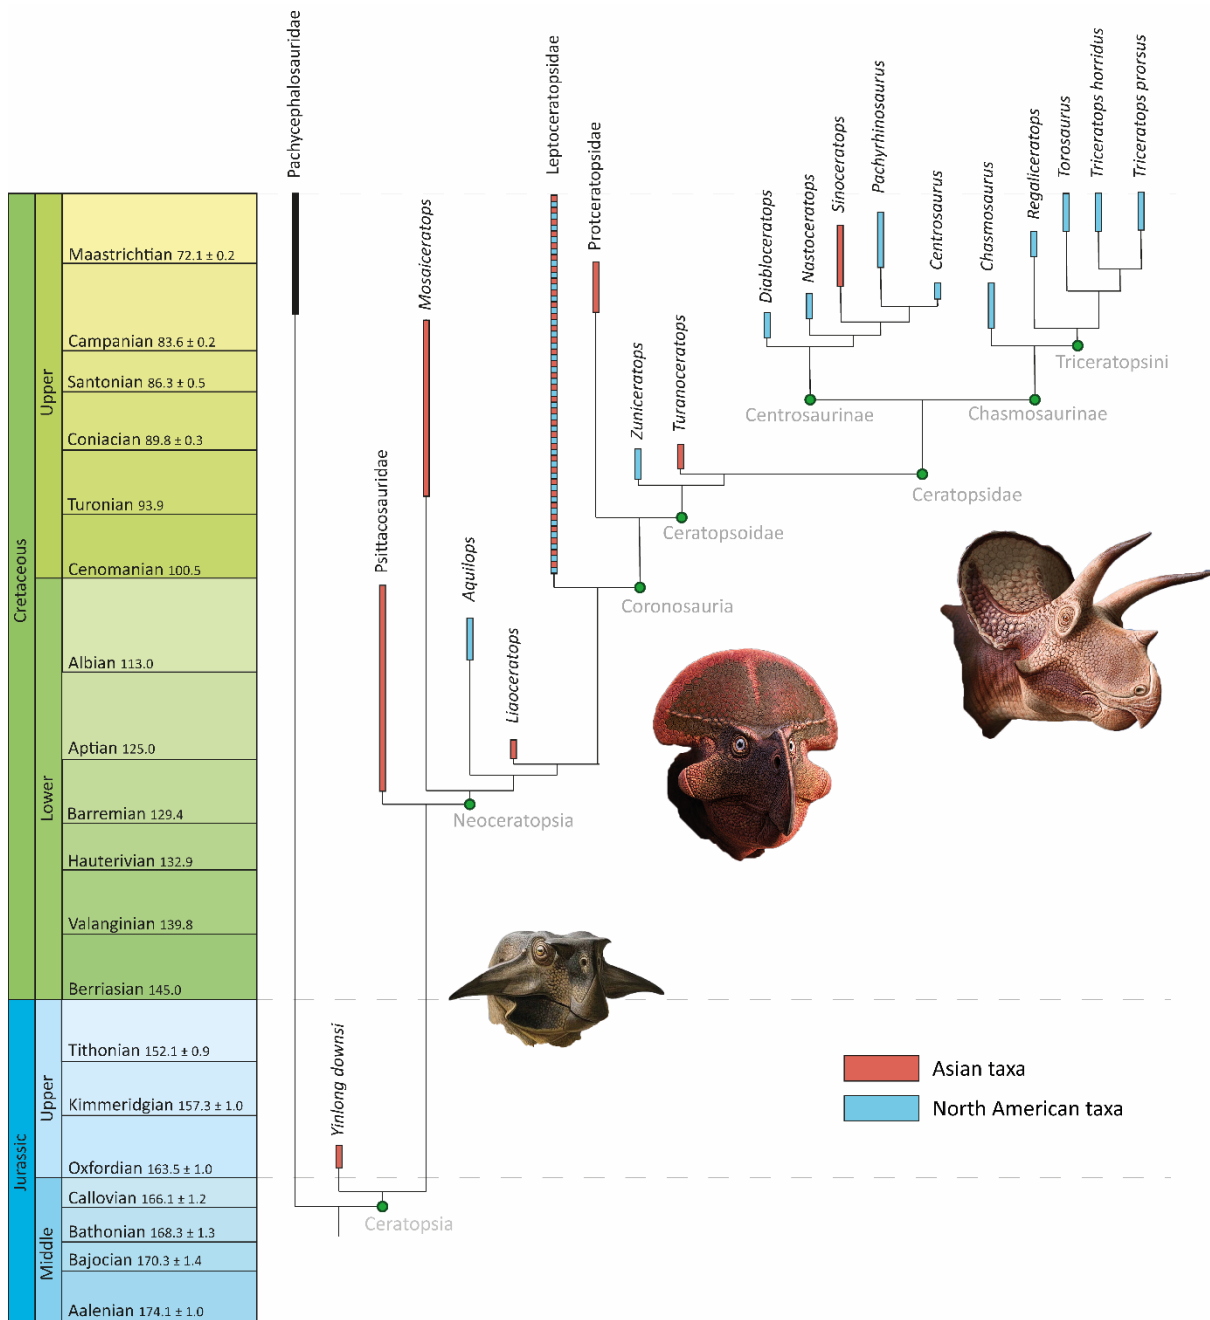 Pachycephalosauridae
Psittacosauridae
Mosaiceratops
Aquilops
Liaoceratops
Leptoceratopsidae
Protceratopsidae
Zuniceratops
Turanoceratops
Diabloceratops
Nastoceratops
Sinoceratops
Pachyrhinosaurus
Centrosaurus
Chasmosaurus
Regaliceratops
Torosaurus
Triceratops horridus
Triceratops prorsus
Yinlong downsi
Cretaceous
Upper
Maastrichtian 72.1 ± 0.2
Campanian 83.6 ± 0.2
Santonian 86.3 ± 0.5
Coniacian 89.8 ± 0.3
Turonian 93.9
Cenomanian 100.5
Lower
Albian 113.0
Aptian 125.0
Barremian 129.4
Hauterivian 132.9
Valanginian 139.8
Berriasian 145.0
Jurassic
Upper
Tithonian 152.1 ± 0.9
Kimmeridgian 157.3 ± 1.0
Oxfordian 163.5 ± 1.0
Middle
Callovian 166.1 ± 1.2
Bathonian 168.3 ± 1.3
Bajocian 170.3 ± 1.4
Aalenian 174.1 ± 1.0
Triceratopsini
Centrosaurinae
Chasmosaurinae
Ceratopsidae
Ceratopsoidae
Coronosauria
Neoceratopsia
Ceratopsia
Asian taxa
North American taxa